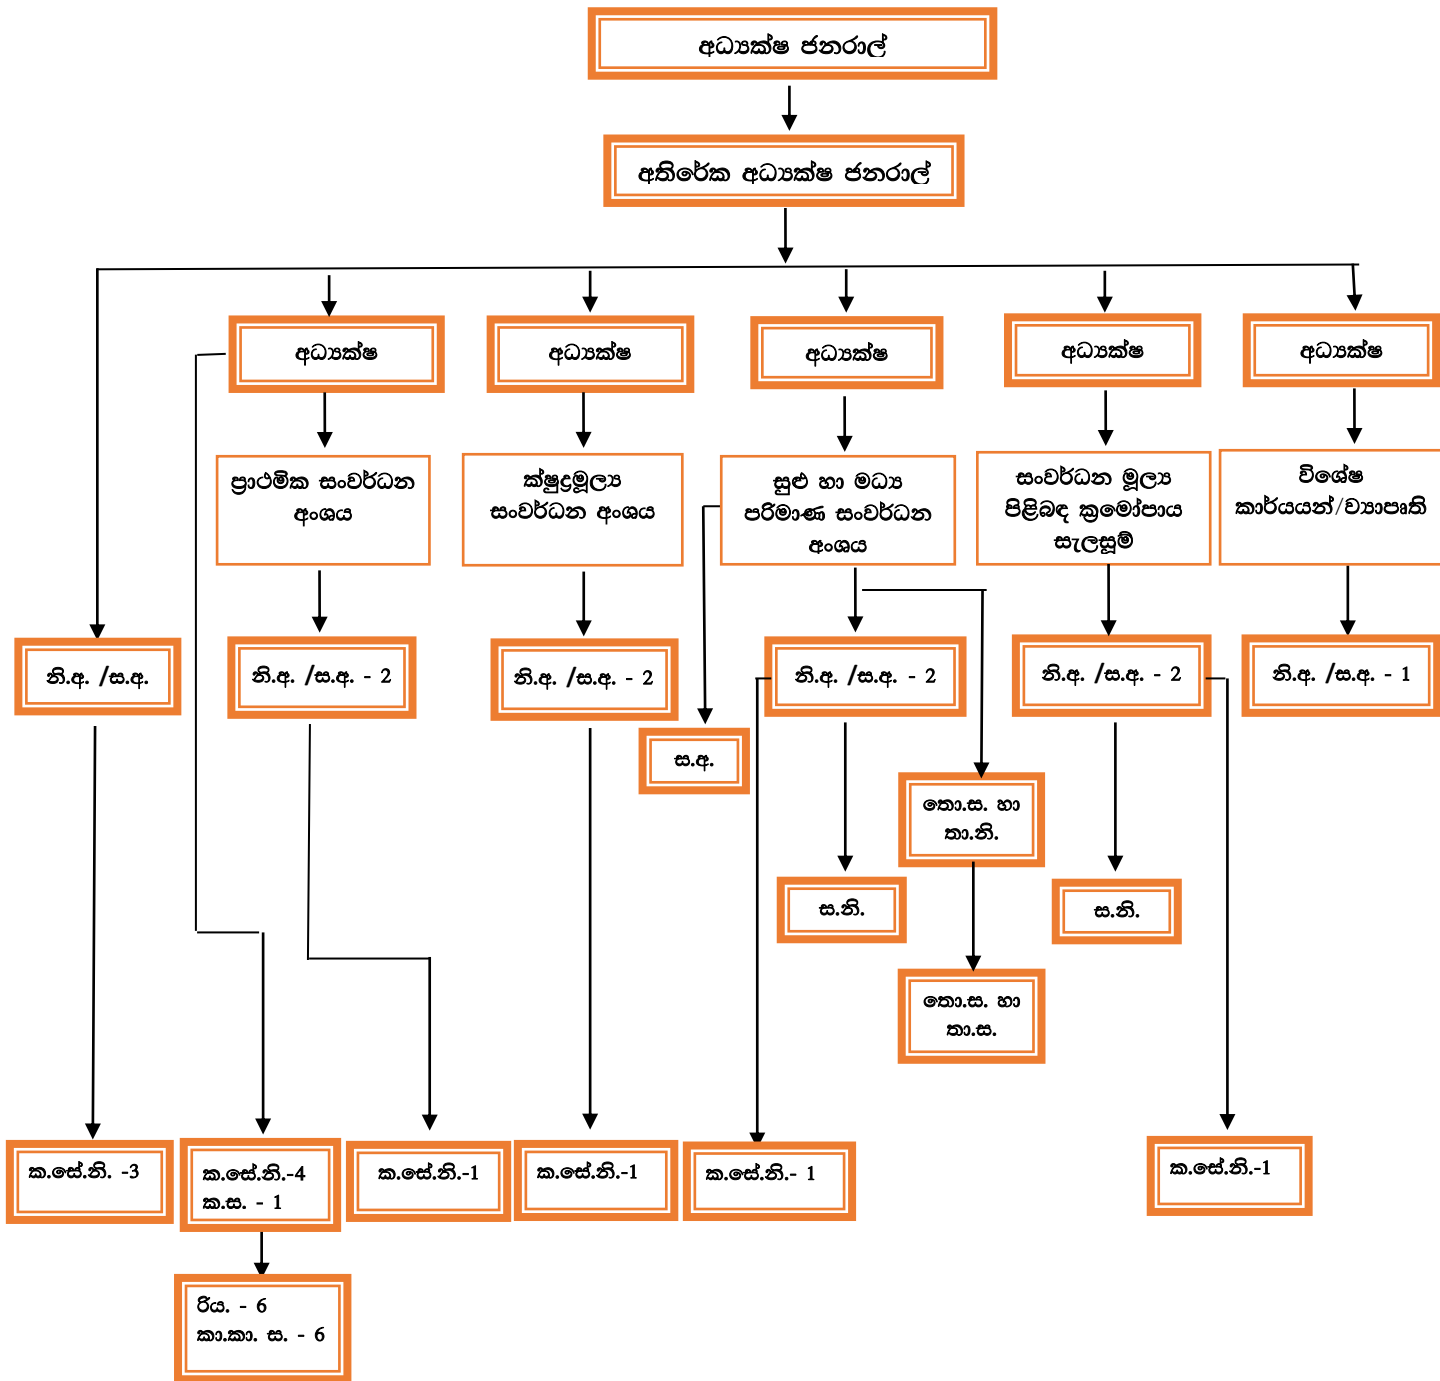 අධ්‍යක්ෂ ජනරාල්
අතිරේක අධ්‍යක්ෂ ජනරාල්
අධ්‍යක්ෂ
අධ්‍යක්ෂ
අධ්‍යක්ෂ
අධ්‍යක්ෂ
අධ්‍යක්ෂ
ප්‍රාථමික සංවර්ධන
අංශය
ක්ෂුද්‍රමූල්‍ය
සංවර්ධන අංශය
සුළු හා මධ්‍ය
පරිමාණ සංවර්ධන
අංශය
සංවර්ධන මූල්‍ය
පිළිබඳ ක්‍රමෝපාය
සැලසුම්
විශේෂ
කාර්යයන්/ව්‍යාපෘති
නි.අ. /ස.අ.
නි.අ. /ස.අ. - 2
නි.අ. /ස.අ. - 2
නි.අ. /ස.අ. - 2
නි.අ. /ස.අ. - 2
නි.අ. /ස.අ. - 1
ස.අ.
තො.ස. හා
තා.නි.
ස.නි.
ස.නි.
තො.ස. හා
තා.ස.
ක.සේ.නි. -3
ක.සේ.නි.-4
ක.ස. - 1
ක.සේ.නි.-1
ක.සේ.නි.-1
ක.සේ.නි.- 1
ක.සේ.නි.-1
රිය. - 6
කා.කා. ස. - 6